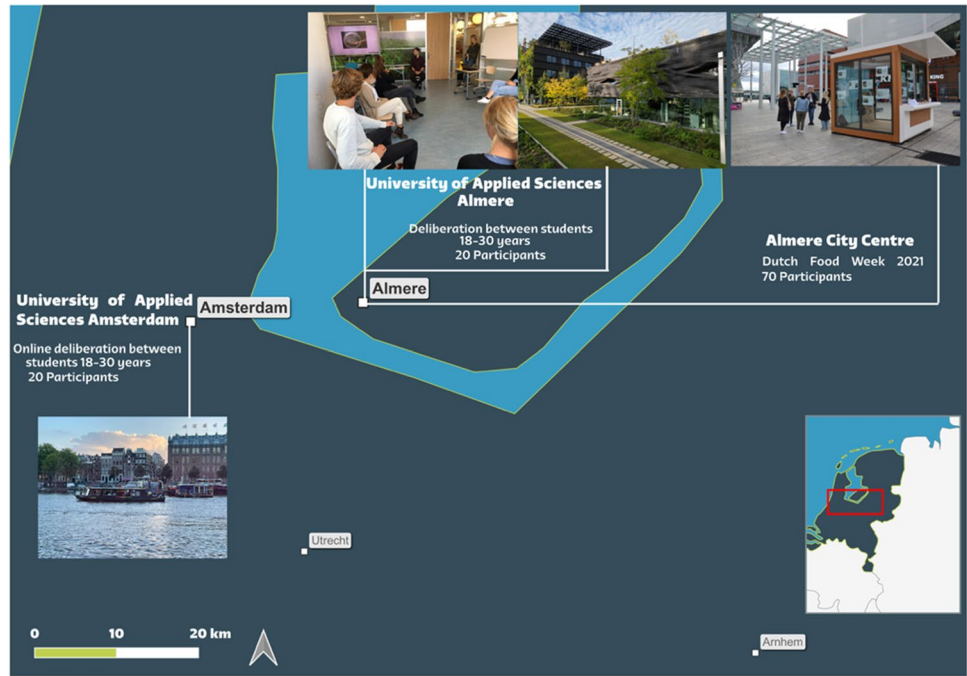 KING
University of Applied Sciences
Almere
Deliberation between students
18-30 years
20 Participants
Almere City Centre
Dutch Food Week 2021
70 Participants
Almere
University of Applied
Sciences Amsterdam
Amsterdam
Online deliberation between
students 18-30 years
20 Participants
Utrecht
Arnhem
0 10 20 km